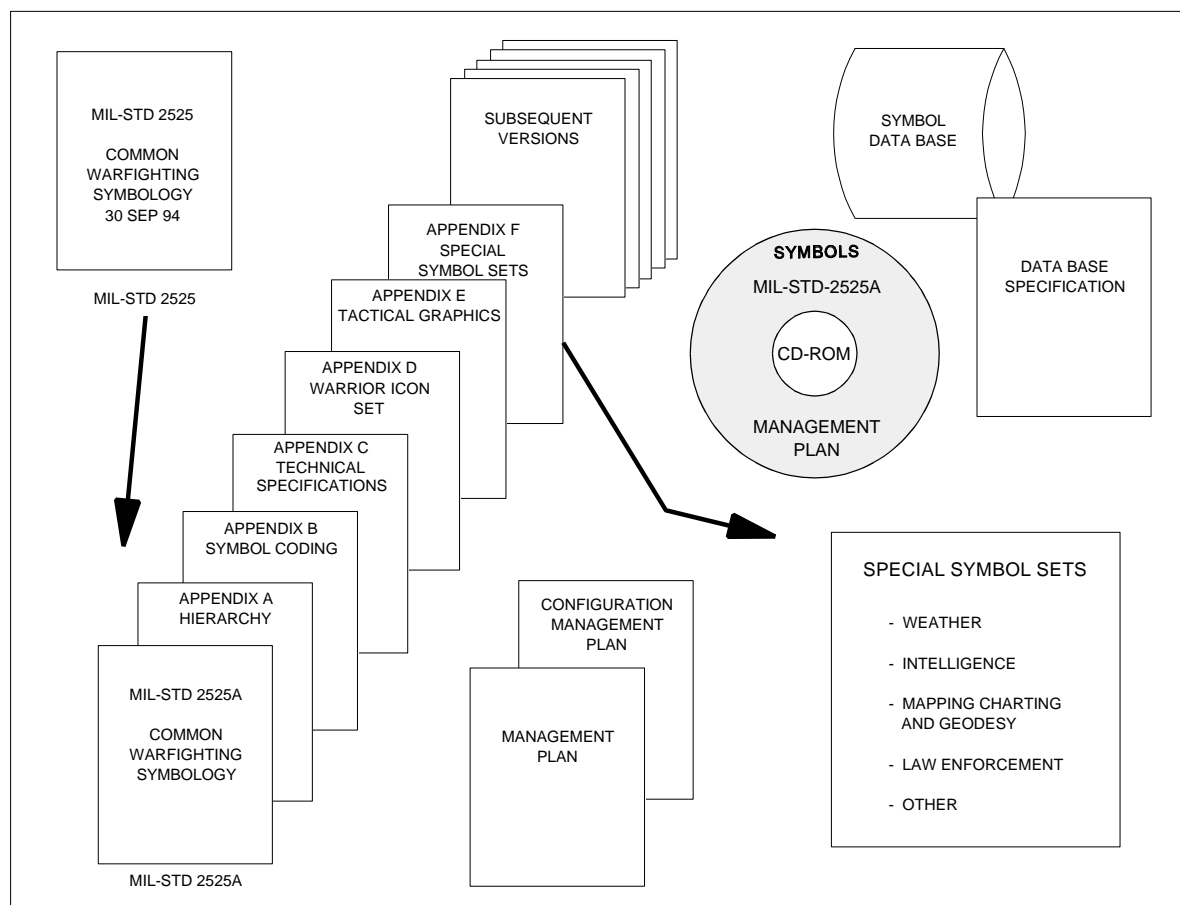 MIL-STD 2525
COMMON
WARFIGHTING
SYMBOLOGY
30 SEP 94
MIL-STD 2525
SUBSEQUENT
VERSIONS
APPENDIX F
SPECIAL
SYMBOL SETS
APPENDIX E
TACTICAL GRAPHICS
APPENDIX D
WARRIOR ICON
SET
APPENDIX C
TECHNICAL
SPECIFICATIONS
APPENDIX B
SYMBOL CODING
APPENDIX A
HIERARCHY
MIL-STD 2525A
COMMON
WARFIGHTING
SYMBOLOGY
MIL-STD 2525A
SYMBOL
DATA BASE
DATA BASE
SPECIFICATION
SYMBOLS
MIL-STD-2525A
CD-ROM
MANAGEMENT
PLAN
CONFIGURATION
MANAGEMENT
PLAN
MANAGEMENT
PLAN
SPECIAL SYMBOL SETS
- WEATHER
- INTELLIGENCE
- MAPPING CHARTING
AND GEODESY
- LAW ENFORCEMENT
- OTHER